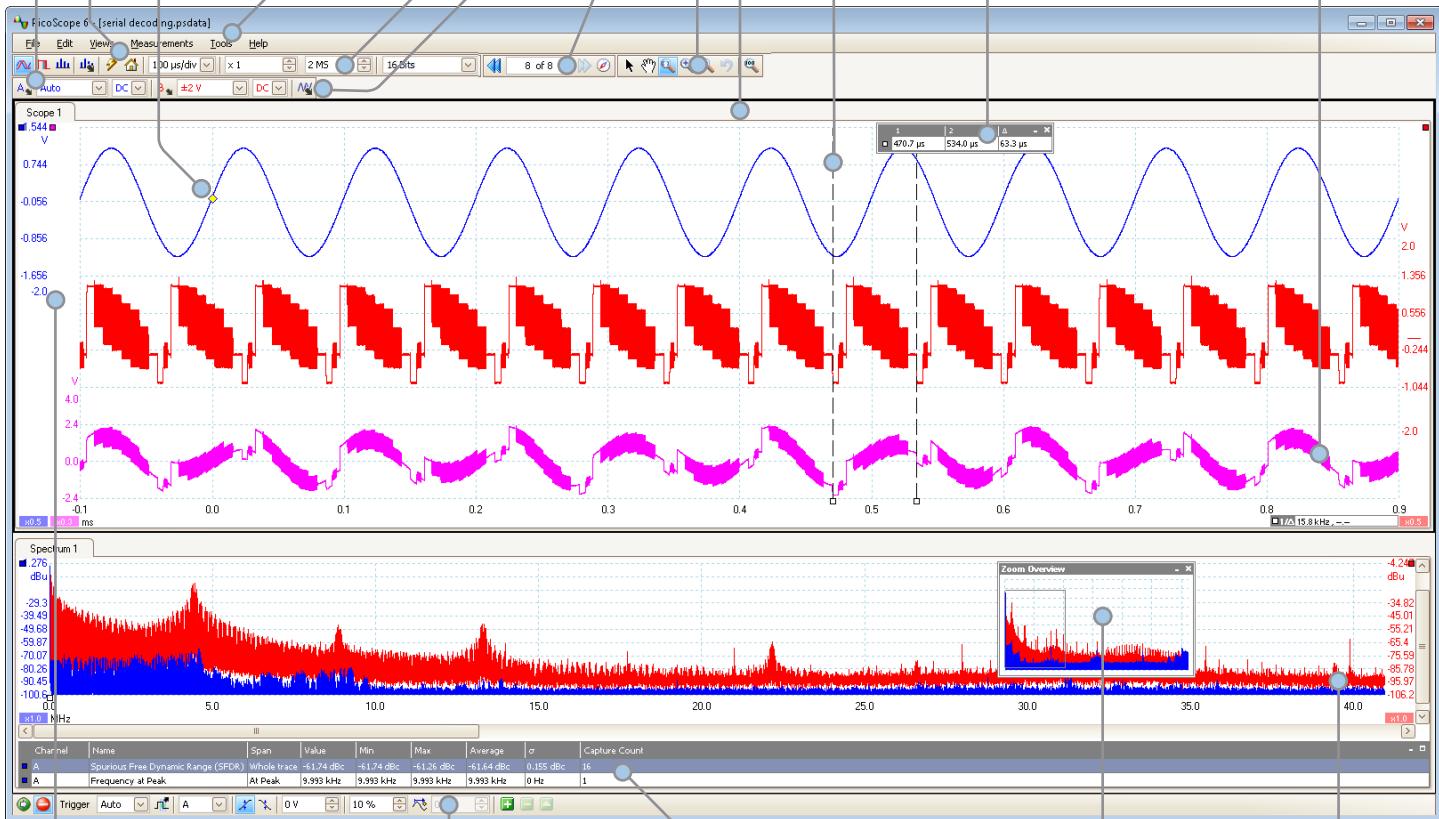 PicoScope 6 - [serial decoding.psdata]
File Edit Views Measurements Tools Help
100 µs/div x 1 2 MS 16 Bits 8 of 8
A Auto DC B ±2 V DC
Scope 1
1.544
V
0.744
-0.056
-0.856
-1.656
-2.0
V
4.0
2.4
0.0
-2.4
1 2 Δ
470.7 µs 534.0 µs 63.3 µs
V
2.0
1.356
0.556
-0.244
-1.044
-2.0
-0.1 0.0 0.1 0.2 0.3 0.4 0.5 0.6 0.7 0.8 0.9
x0.5 x0.3 ms
1/Δ 15.8 kHz , --.--
x0.5
Spectrum 1
dBu
-29.3
-39.49
-49.68
-59.87
-70.07
-80.26
-90.45
-100.6
Zoom Overview
dBu
-34.82
-45.01
-55.21
-65.4
-75.59
-85.78
-95.97
-106.2
0.0 5.0 10.0 15.0 20.0 25.0 30.0 35.0 40.0
x1.0 MHz
x1.0
Channel Name Span Value Min Max Average σ Capture Count
A Spurious Free Dynamic Range (SFDR) Whole trace -61.74 dBc -61.74 dBc -61.26 dBc -61.64 dBc 0.155 dBc 16
A Frequency at Peak At Peak 9.993 kHz 9.993 kHz 9.993 kHz 9.993 kHz 0 Hz 1
Trigger Auto A 0 V 10 %